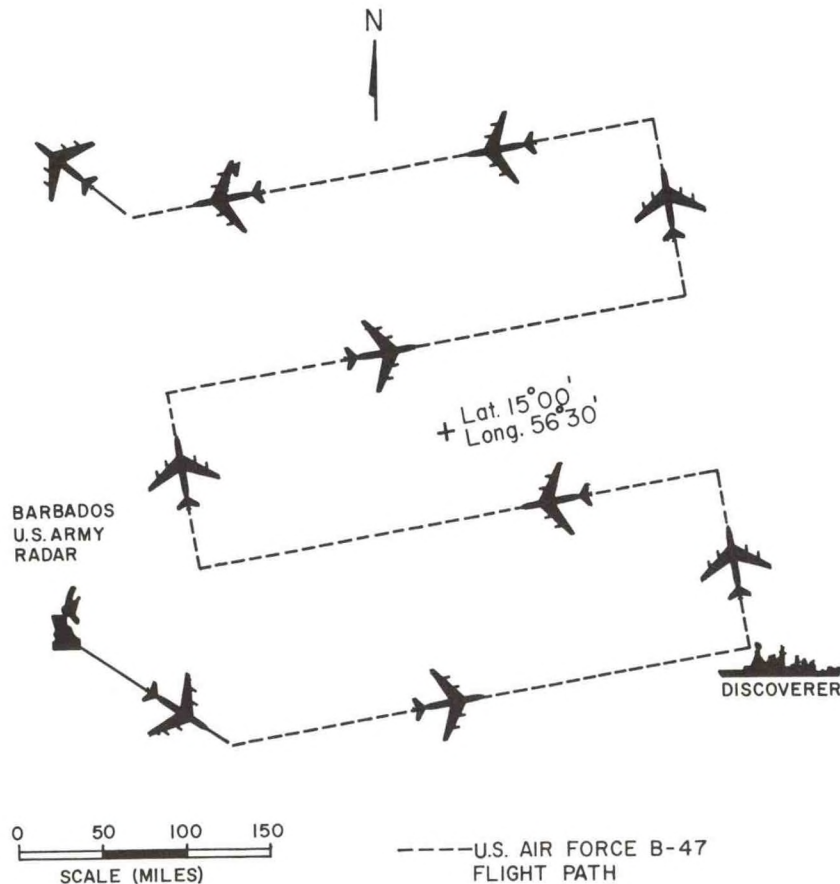 N
Lat. 15°00'
Long. 56°30'
BARBADOS
U.S. ARMY
RADAR
DISCOVERER
0 50 100 150
SCALE (MILES)
U.S. AIR FORCE B-47
FLIGHT PATH